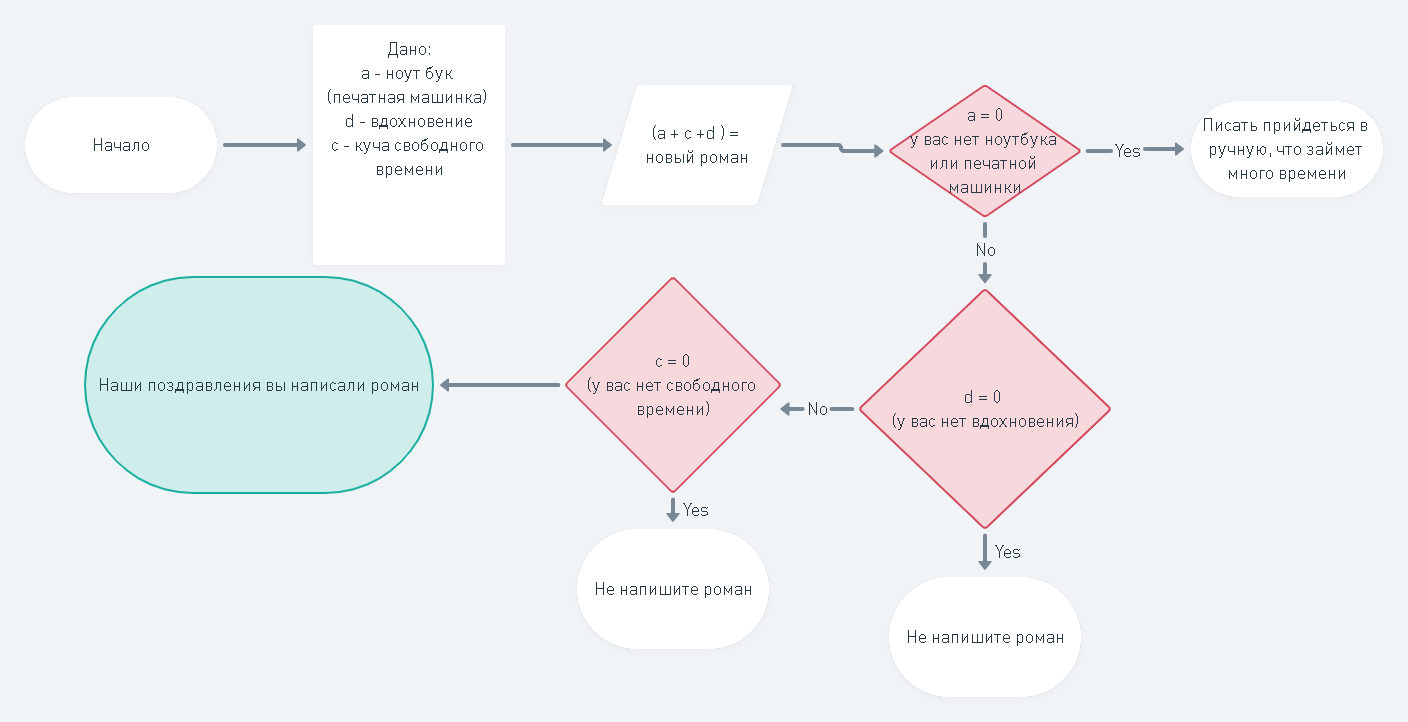 Начало
Дано:
a - ноут бук
(печатная машинка)
d - вдохновение
c - куча свободного
времени
(a + c +d ) =
новый роман
a = 0
у вас нет ноутбука
или печатной
машинки
Yes
Писать прийдеться в
ручную, что займет
много времени
No
d = 0
(у вас нет вдохновения)
Yes
Не напишите роман
No
c = 0
(у вас нет свободного
времени)
Yes
Не напишите роман
Наши поздравления вы написали роман